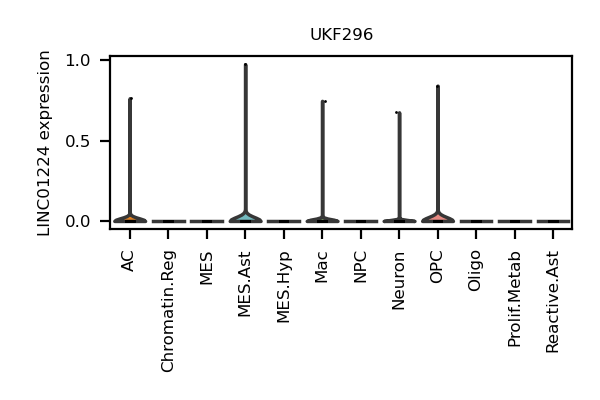 UKF296
LINC01224 expression
1.0
0.5
0.0
AC
Chromatin.Reg
MES
MES.Ast
MES.Hyp
Mac
NPC
Neuron
OPC
Oligo
Prolif.Metab
Reactive.Ast